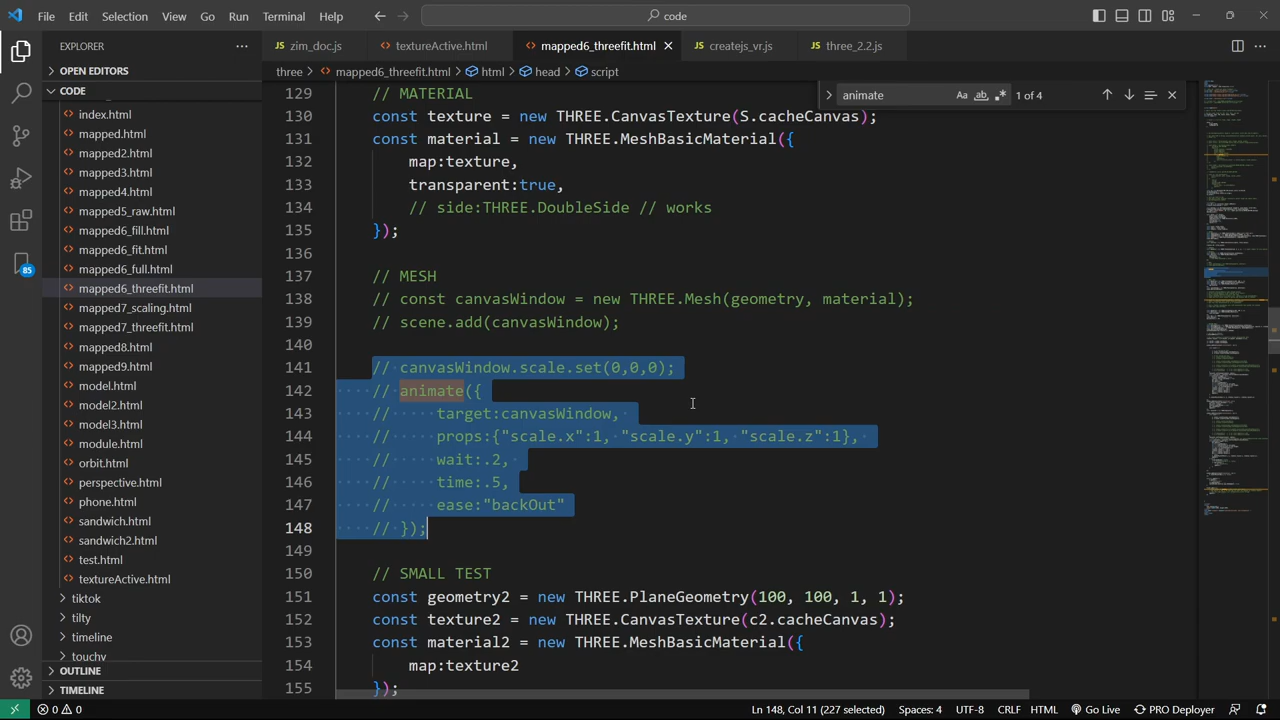 File Edit Selection View Go Run Terminal Help
code
EXPLORER
zim_doc.js
textureActive.html
mapped6_threefit.html
createjs_vr.js
three_2.2.js
OPEN EDITORS
CODE
index.html
mapped.html
mapped2.html
mapped3.html
mapped4.html
mapped5_raw.html
mapped6_fill.html
mapped6_fit.html
mapped6_full.html
mapped6_threefit.html
mapped7_scaling.html
mapped7_threefit.html
mapped8.html
mapped9.html
model.html
model2.html
model3.html
module.html
orbit.html
perspective.html
phone.html
sandwich.html
sandwich2.html
test.html
textureActive.html
tiktok
tilty
timeline
touchy
OUTLINE
TIMELINE
85
three > mapped6_threefit.html > html > head > script
animate
Aa ab .* 1 of 4
129 // MATERIAL
130 const texture = new THREE.CanvasTexture(S.cacheCanvas);
131 const material = new THREE.MeshBasicMaterial({
132 map:texture,
133 transparent:true,
134 // side:THREE.DoubleSide // works
135 });
136
137 // MESH
138 // const canvasWindow = new THREE.Mesh(geometry, material);
139 // scene.add(canvasWindow);
140
141 // canvasWindow.scale.set(0,0,0);
142 // animate({
143 // target:canvasWindow,
144 // props:{"scale.x":1, "scale.y":1, "scale.z":1},
145 // wait:.2,
146 // time:.5,
147 // ease:"backOut"
148 // });
149
150 // SMALL TEST
151 const geometry2 = new THREE.PlaneGeometry(100, 100, 1, 1);
152 const texture2 = new THREE.CanvasTexture(c2.cacheCanvas);
153 const material2 = new THREE.MeshBasicMaterial({
154 map:texture2
155 });
0 0
Ln 148, Col 11 (227 selected) Spaces: 4 UTF-8 CRLF HTML Go Live PRO Deployer